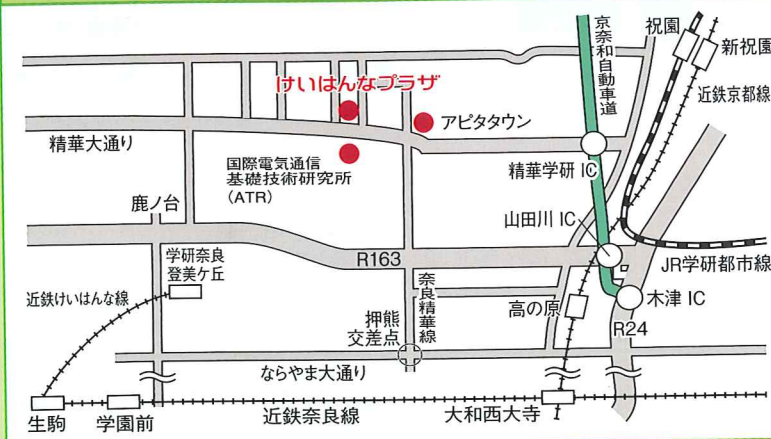 京奈和自動車道
祝園
新祝園
近鉄京都線
けいはんなプラザ
アピタタウン
精華大通り
国際電気通信
基礎技術研究所
(ATR)
精華学研 IC
鹿ノ台
山田川 IC
学研奈良
登美ケ丘
R163
JR学研都市線
近鉄けいはんな線
奈良精華線
高の原
木津 IC
押熊
交差点
R24
ならやま大通り
生駒
学園前
近鉄奈良線
大和西大寺